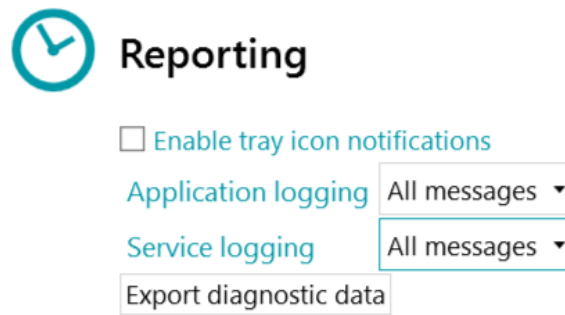 Reporting
Enable tray icon notifications
Application logging All messages
Service logging All messages
Export diagnostic data